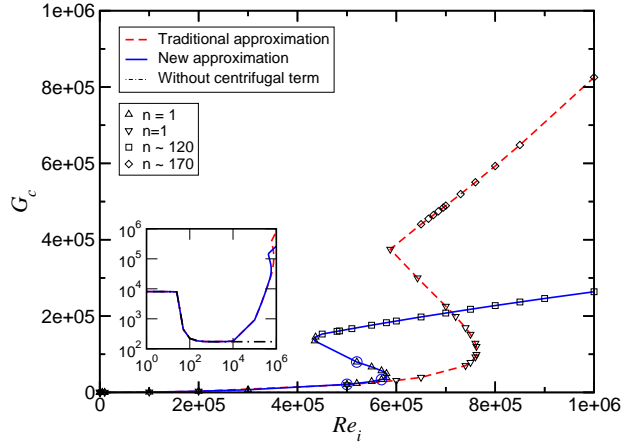 1e+06
Traditional approximation
New approximation
Without centrifugal term
8e+05
n = 1
n=1
n ~ 120
n ~ 170
6e+05
G_c
4e+05
10^6
10^5
10^4
10^3
10^2
10^0 10^2 10^4 10^6
2e+05
0
0 2e+05 4e+05 6e+05 8e+05 1e+06
Re_i